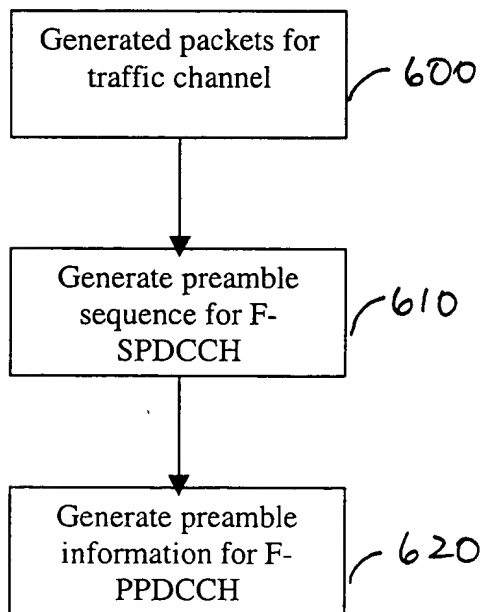 Generated packets for
traffic channel
600
Generate preamble
sequence for F-
SPDCCH
610
Generate preamble
information for F-
PPDCCH
620